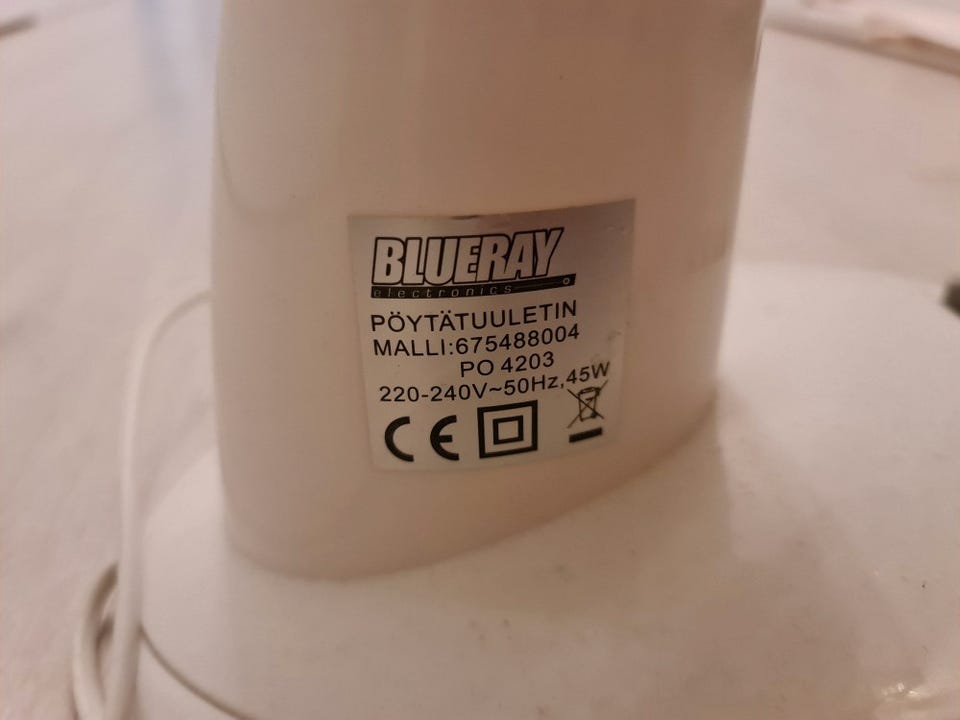 BLUERAY
electronics
PÖYTÄTUULETIN
MALLI:675488004
PO 4203
220-240V~50Hz,45W
CE